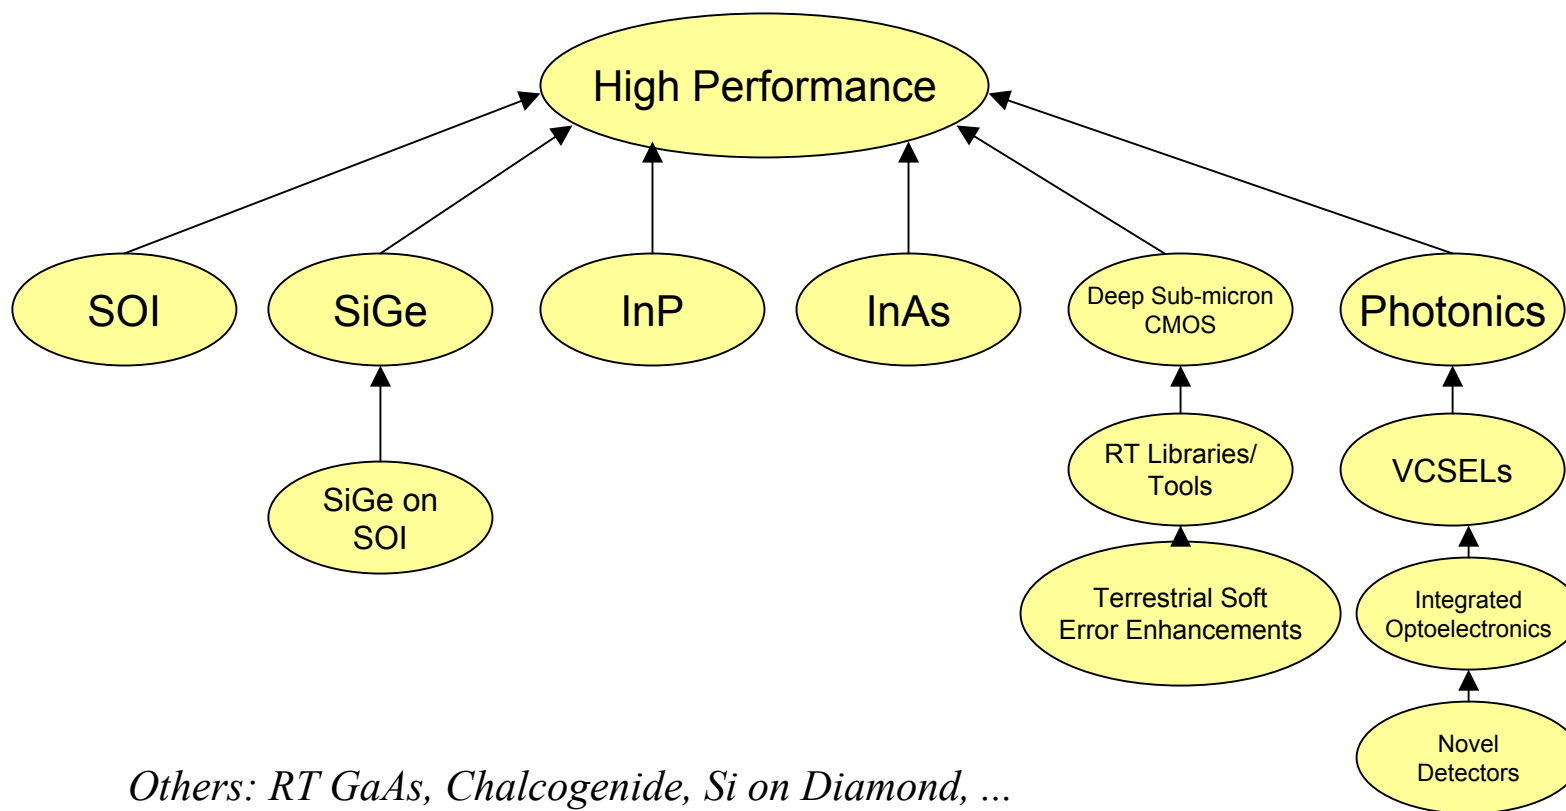 High Performance
SOI
SiGe
InP
InAs
Deep Sub-micron
CMOS
Photonics
SiGe on
SOI
RT Libraries/
Tools
VCSELs
Terrestrial Soft
Error Enhancements
Integrated
Optoelectronics
Novel
Detectors
Others: RT GaAs, Chalcogenide, Si on Diamond, ...